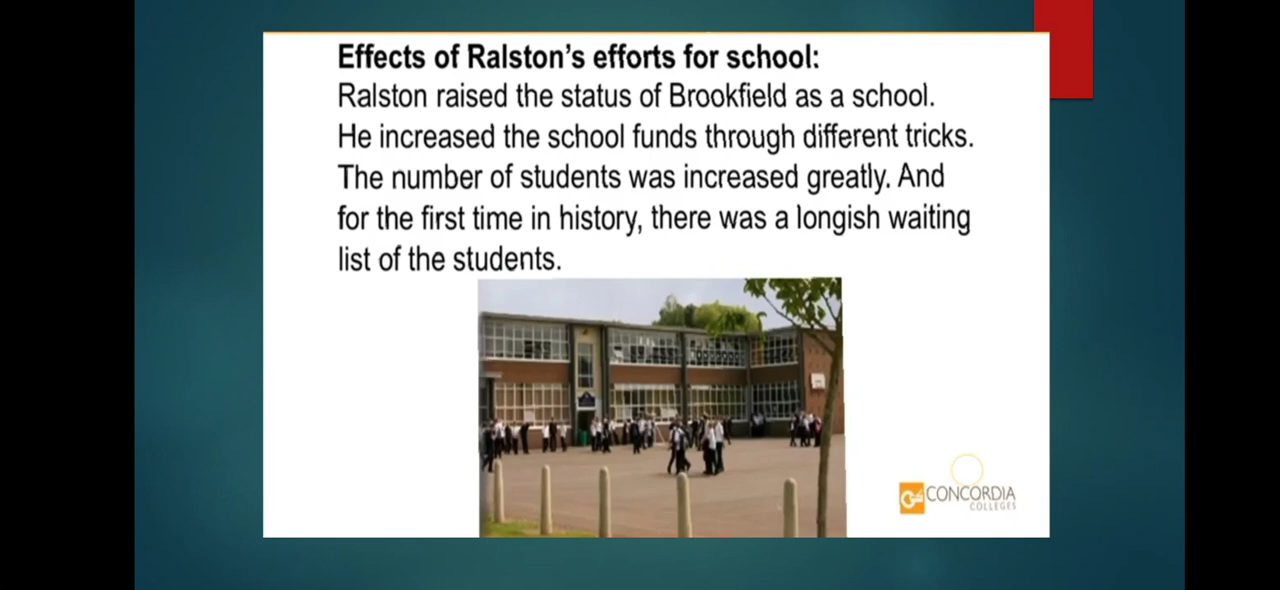 Effects of Ralston's efforts for school:
Ralston raised the status of Brookfield as a school.
He increased the school funds through different tricks.
The number of students was increased greatly. And
for the first time in history, there was a longish waiting
list of the students.
CONCORDIA
COLLEGES